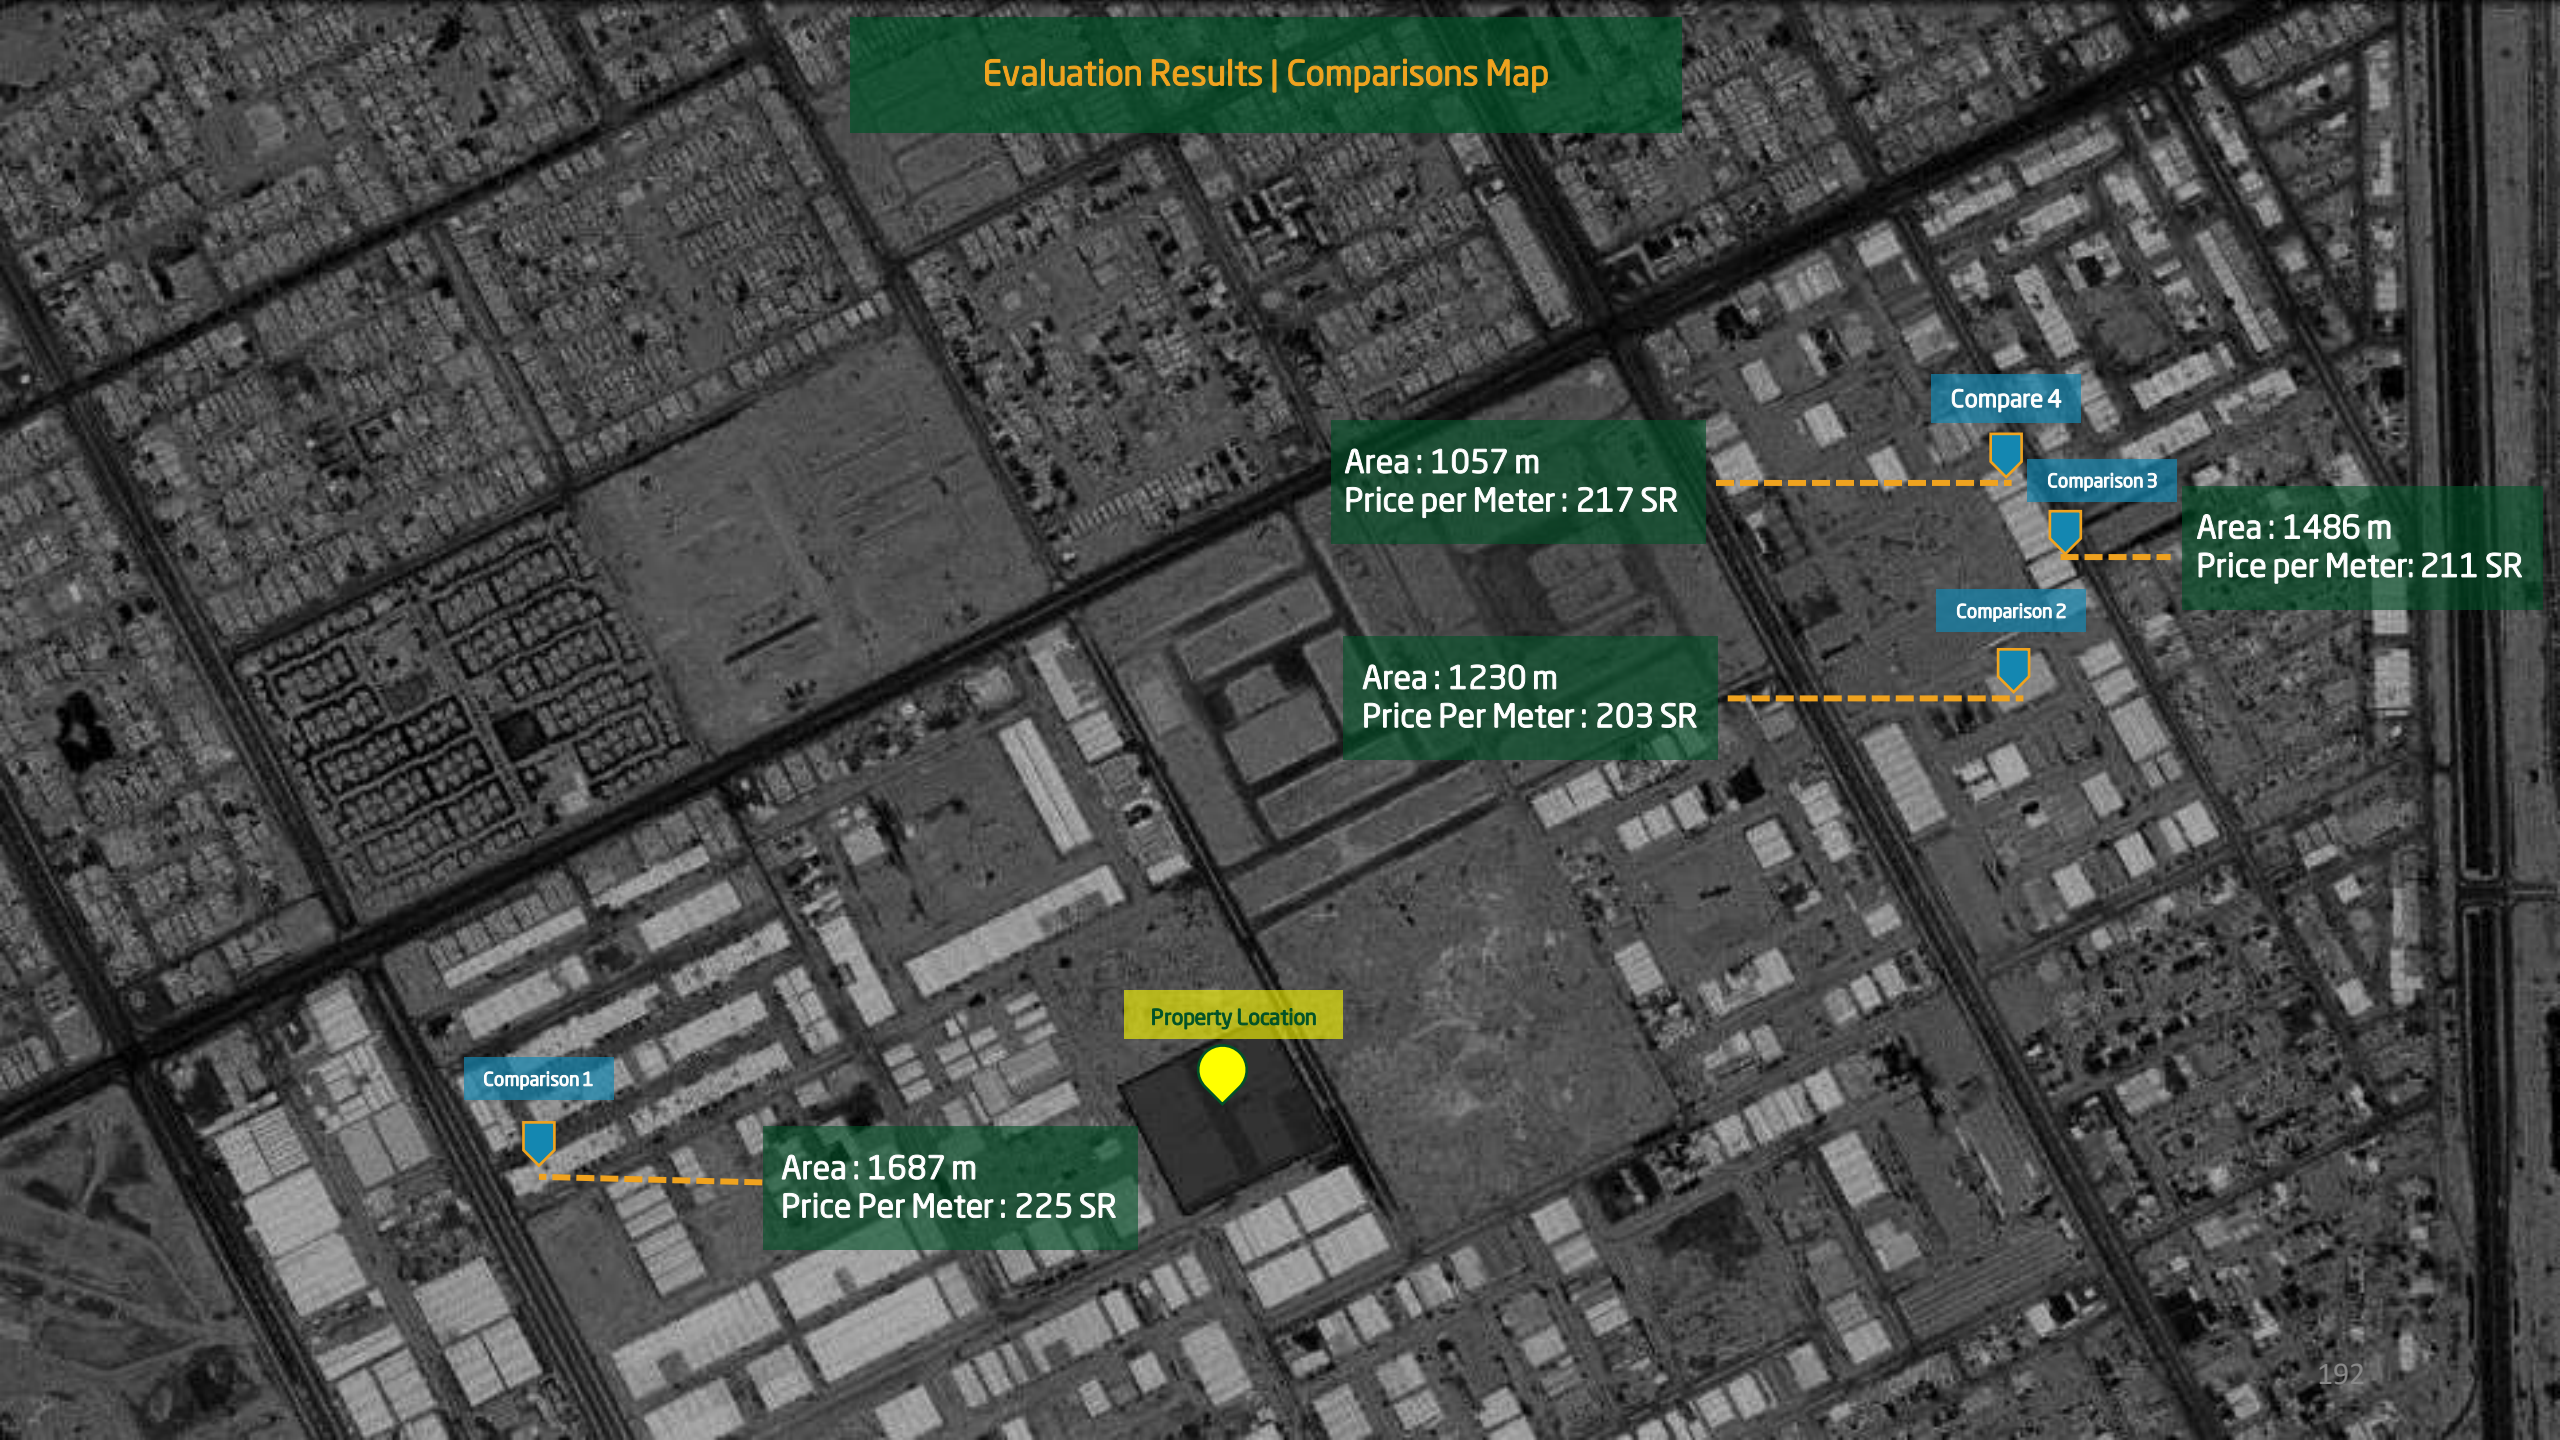 Evaluation Results | Comparisons Map
Compare 4
Area : 1057 m
Price per Meter : 217 SR
Comparison 3
Area : 1486 m
Price per Meter: 211 SR
Comparison 2
Area : 1230 m
Price Per Meter : 203 SR
Property Location
Comparison 1
Area : 1687 m
Price Per Meter : 225 SR
192